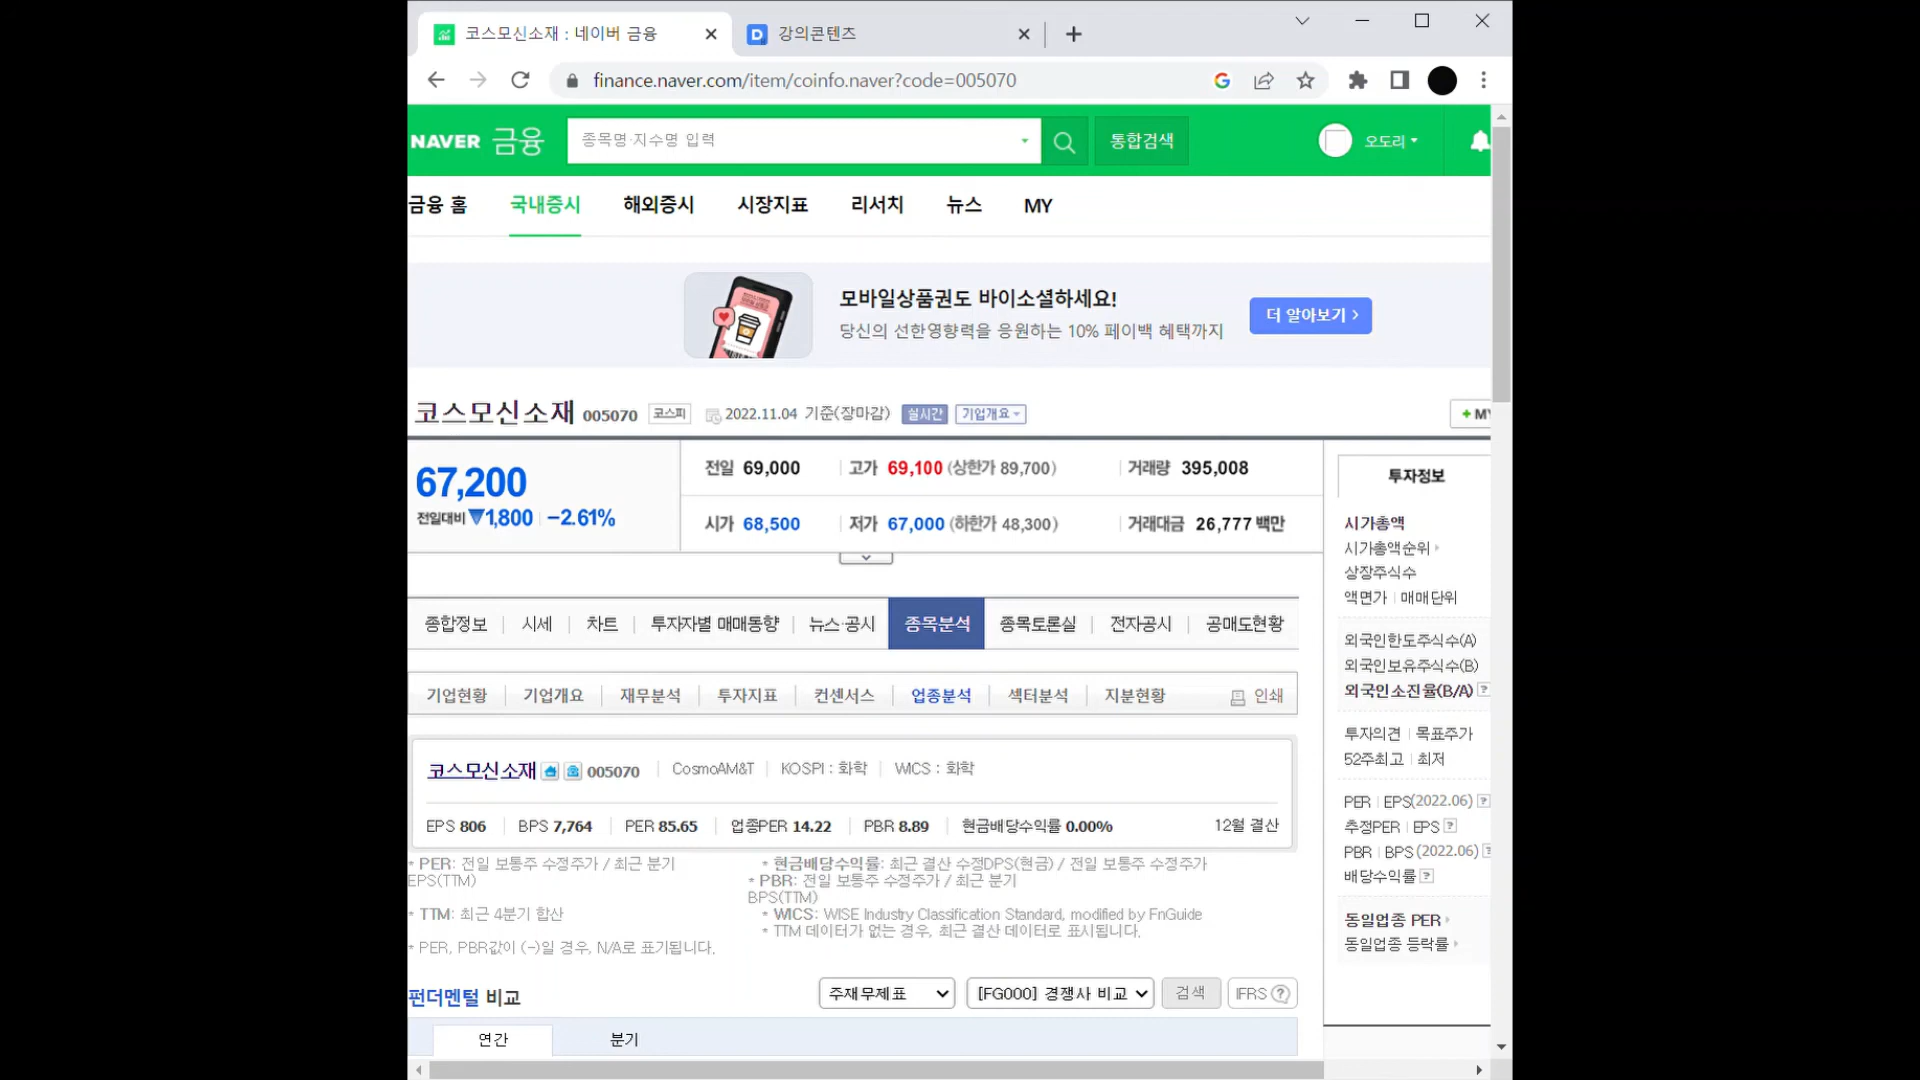 코스모신소재 : 네이버 금융
강의콘텐츠
finance.naver.com/item/coinfo.naver?code=005070
NAVER 금융 종목명·지수명 입력 통합검색 오도리
금융 홈 국내증시 해외증시 시장지표 리서치 뉴스 MY
모바일상품권도 바이소셜하세요!
당신의 선한영향력을 응원하는 10% 페이백 혜택까지
더 알아보기 >
코스모신소재 005070 코스피 2022.11.04 기준(장마감) 실시간 기업개요 + MY
67,200
전일대비 ▼1,800 -2.61%
전일 69,000 고가 69,100 (상한가 89,700) 거래량 395,008
시가 68,500 저가 67,000 (하한가 48,300) 거래대금 26,777 백만
종합정보 시세 차트 투자자별 매매동향 뉴스·공시 종목분석 종목토론실 전자공시 공매도현황
기업현황 기업개요 재무분석 투자지표 컨센서스 업종분석 섹터분석 지분현황 인쇄
코스모신소재 005070 CosmoAM&T KOSPI : 화학 WICS : 화학
EPS 806 BPS 7,764 PER 85.65 업종PER 14.22 PBR 8.89 현금배당수익률 0.00% 12월 결산
* PER: 전일 보통주 수정주가 / 최근 분기
EPS(TTM)
* TTM: 최근 4분기 합산
* PER, PBR값이 (-)일 경우, N/A로 표기됩니다.
* 현금배당수익률: 최근 결산 수정DPS(현금) / 전일 보통주 수정주가
* PBR: 전일 보통주 수정주가 / 최근 분기
BPS(TTM)
* WICS: WISE Industry Classification Standard, modified by FnGuide
* TTM 데이터가 없는 경우, 최근 결산 데이터로 표시됩니다.
펀더멘털 비교 주재무제표 [FG000] 경쟁사 비교 검색 IFRS ?
연간 분기
투자정보
시가총액
시가총액순위
상장주식수
액면가 매매단위
외국인한도주식수(A)
외국인보유주식수(B)
외국인소진율(B/A) ?
투자의견 목표주가
52주최고 최저
PER EPS(2022.06) ?
추정PER EPS ?
PBR BPS (2022.06) ?
배당수익률 ?
동일업종 PER
동일업종 등락률